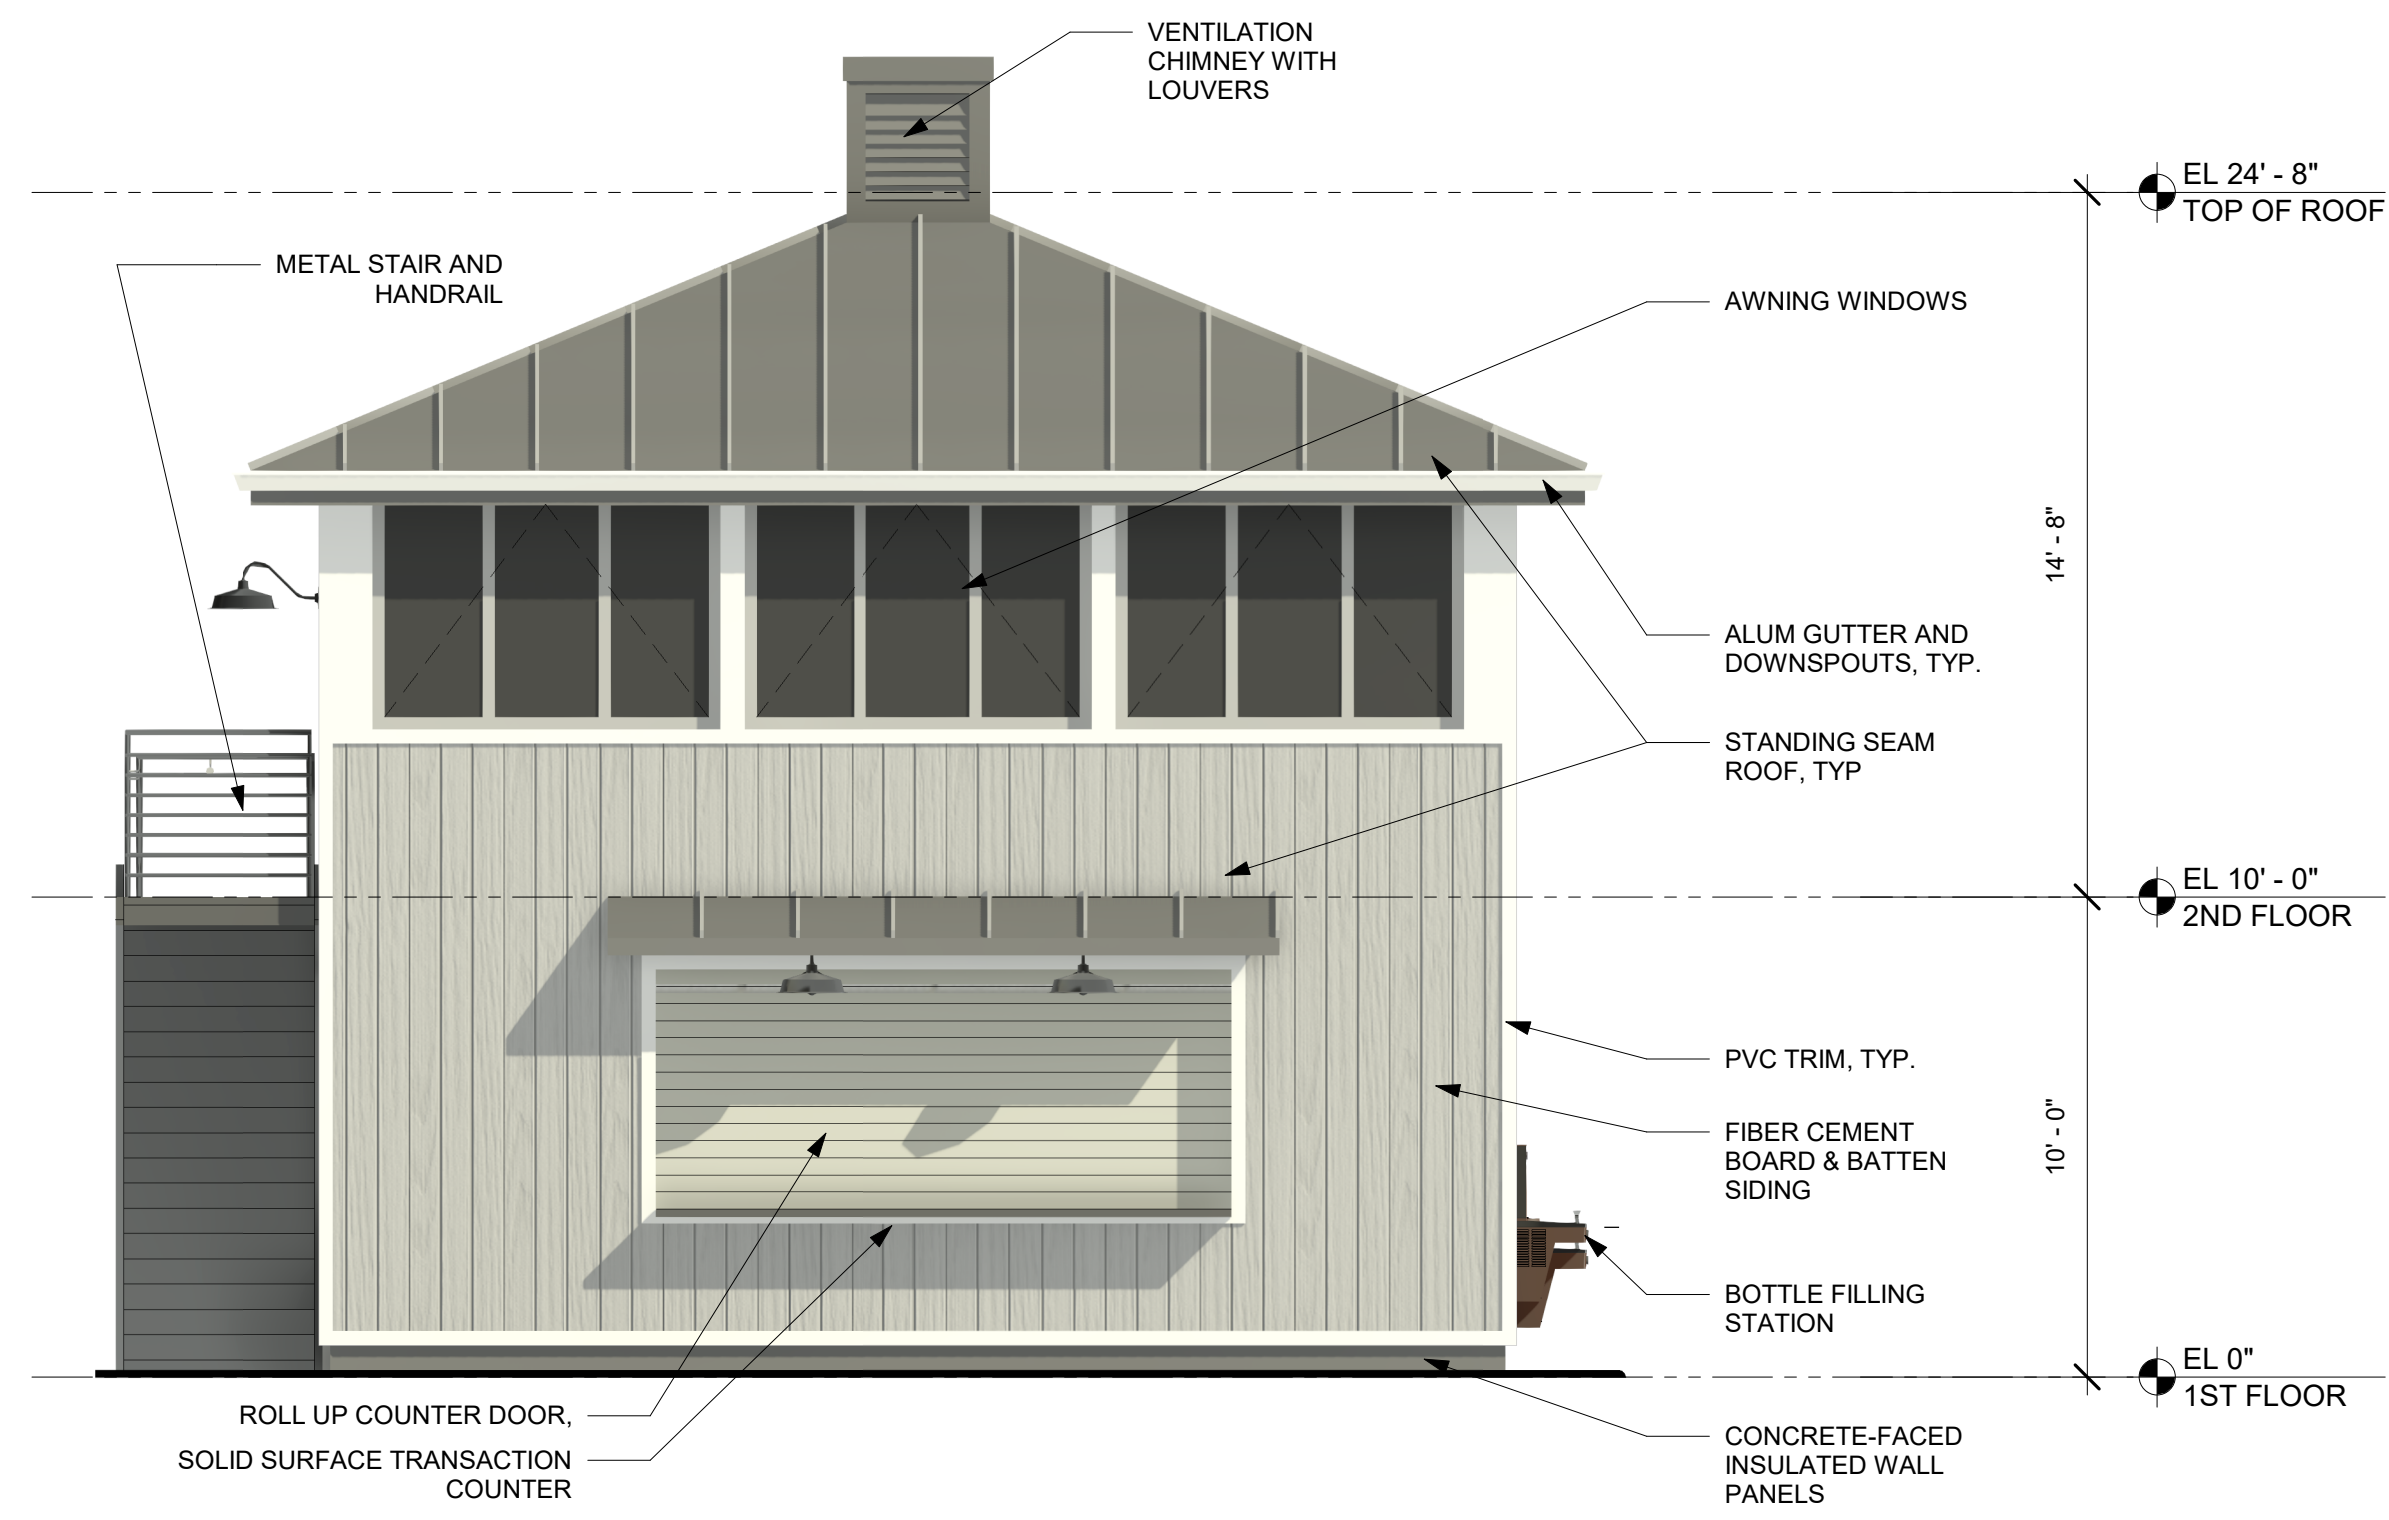 VENTILATION
CHIMNEY WITH
LOUVERS
EL 24' - 8"
TOP OF ROOF
METAL STAIR AND
HANDRAIL
AWNING WINDOWS
14' - 8"
ALUM GUTTER AND
DOWNSPOUTS, TYP.
STANDING SEAM
ROOF, TYP
EL 10' - 0"
2ND FLOOR
PVC TRIM, TYP.
10' - 0"
FIBER CEMENT
BOARD & BATTEN
SIDING
BOTTLE FILLING
STATION
EL 0"
1ST FLOOR
ROLL UP COUNTER DOOR,
SOLID SURFACE TRANSACTION
COUNTER
CONCRETE-FACED
INSULATED WALL
PANELS